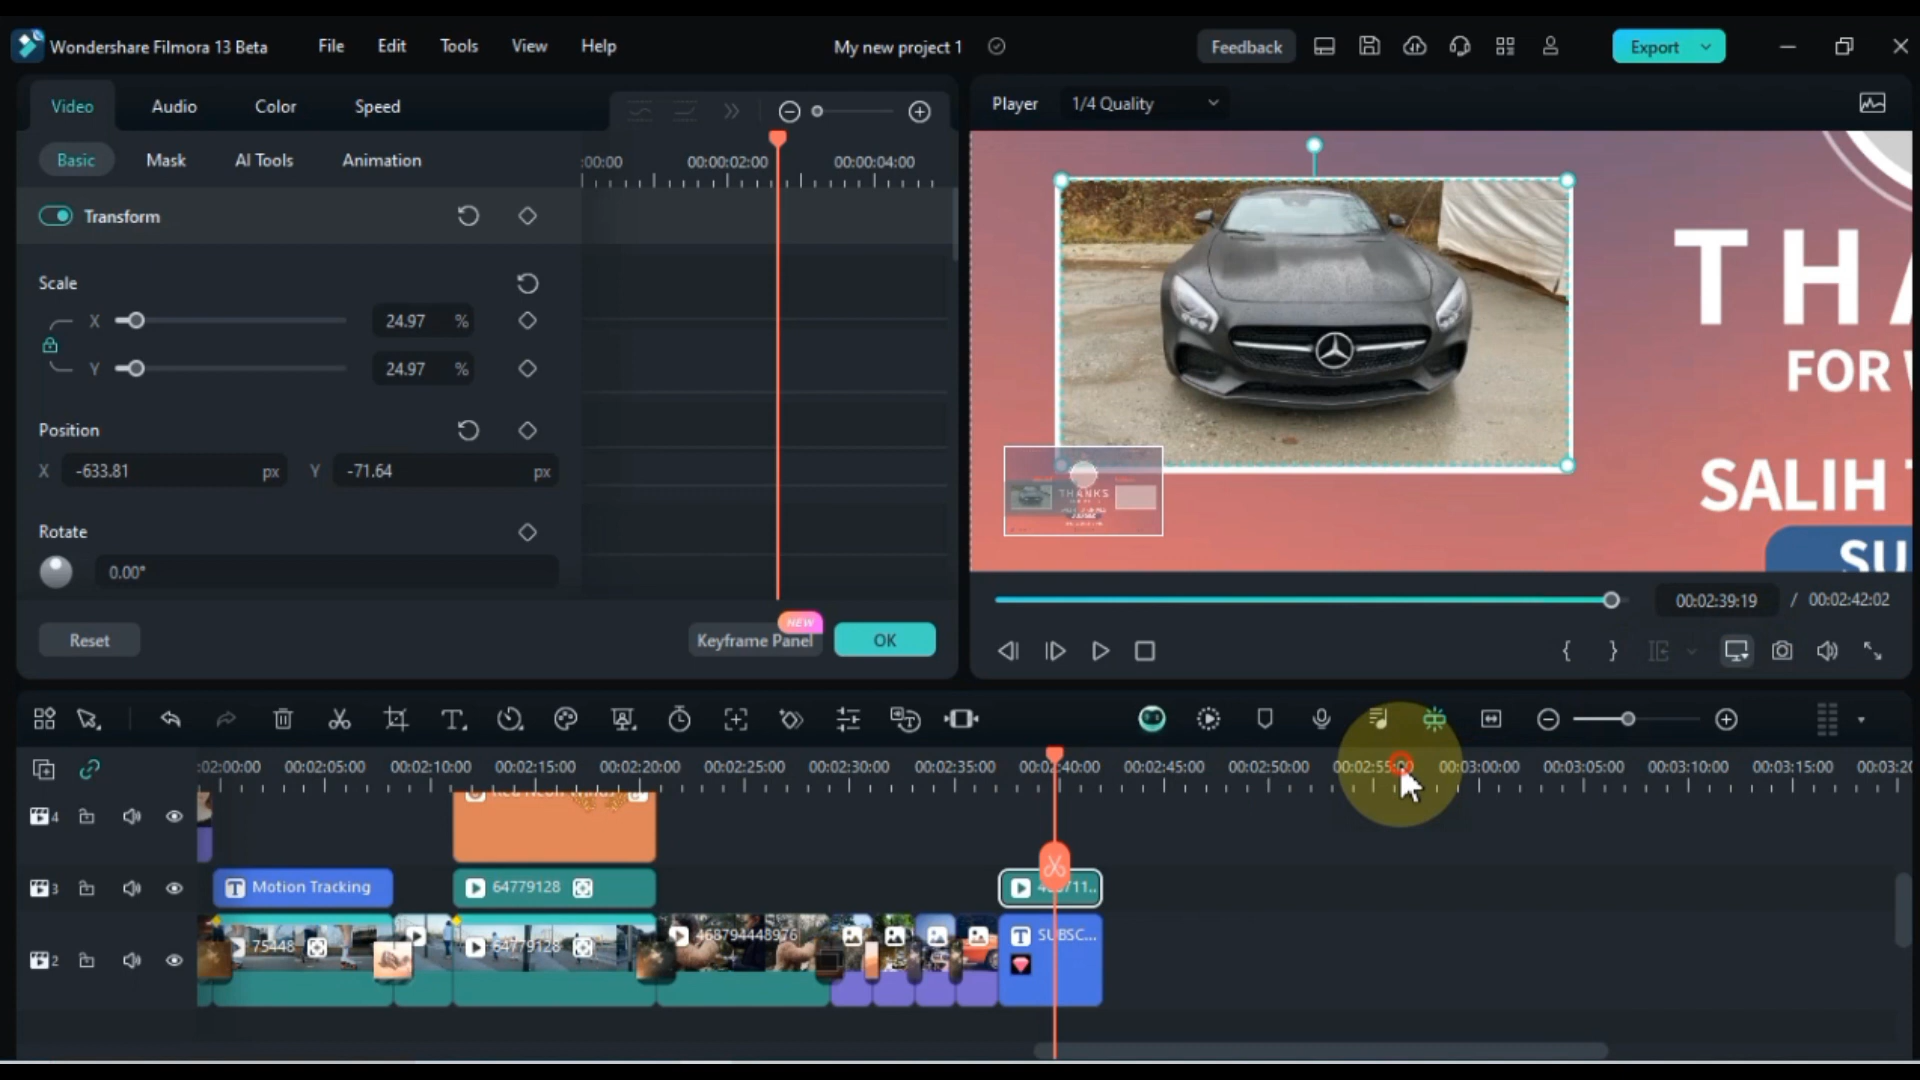 Wondershare Filmora 13 Beta File Edit Tools View Help My new project 1 Feedback Export
Video Audio Color Speed
Player 1/4 Quality
Basic Mask AI Tools Animation
:00:00 00:00:02:00 00:00:04:00
Transform
Scale
X 24.97 %
Y 24.97 %
Position
X -633.81 px Y -71.64 px
Rotate
0.00°
Reset NEW Keyframe Panel OK
THA
FOR
SALIH
SU
THANKS
00:02:39:19 / 00:02:42:02
:02:00:00 00:02:05:00 00:02:10:00 00:02:15:00 00:02:20:00 00:02:25:00 00:02:30:00 00:02:35:00 00:02:40:00 00:02:45:00 00:02:50:00 00:02:55:00 00:03:00:00 00:03:05:00 00:03:10:00 00:03:15:00 00:03:20
4
3 Motion Tracking 64779128
2 75448 64779128 468794448976 SUBSC...